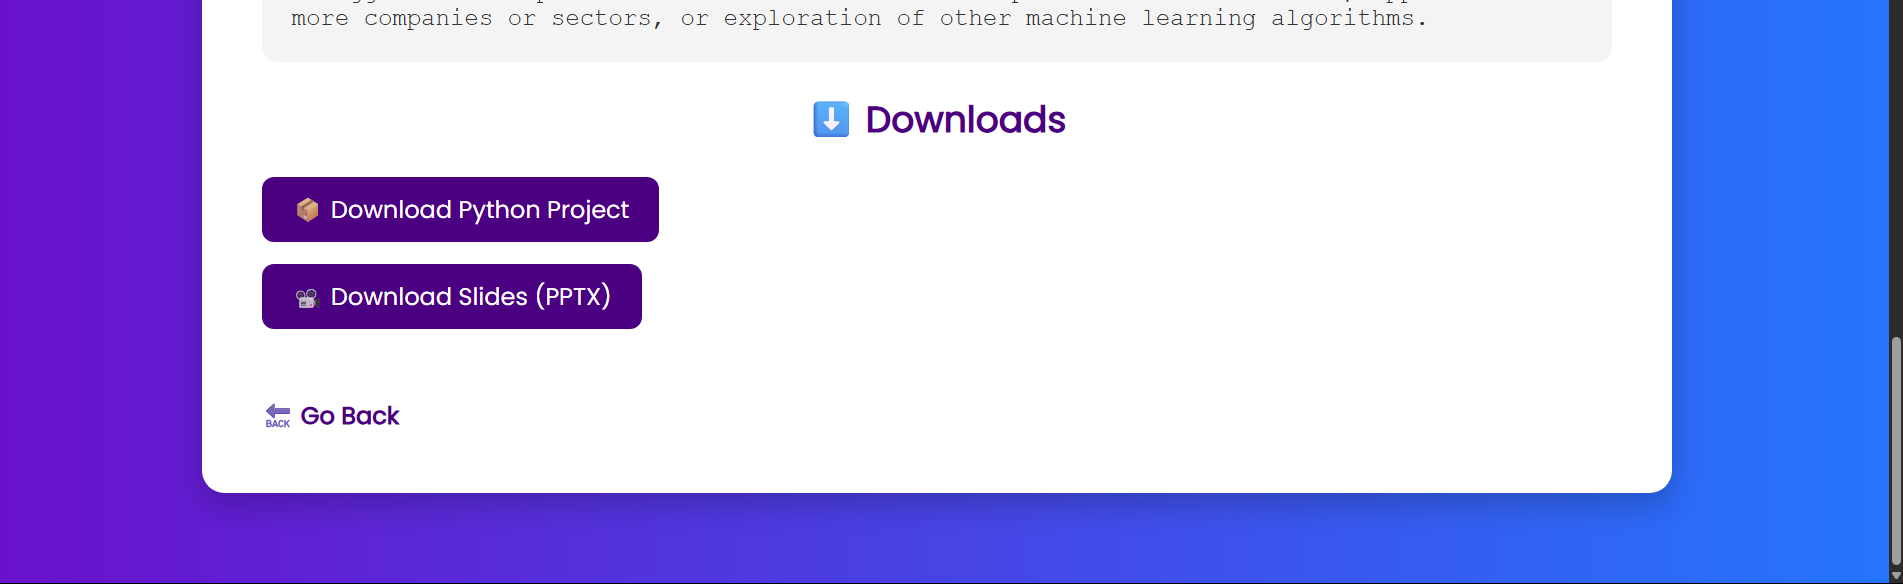 more companies or sectors, or exploration of other machine learning algorithms.
Downloads
Download Python Project
Download Slides (PPTX)
BACK Go Back